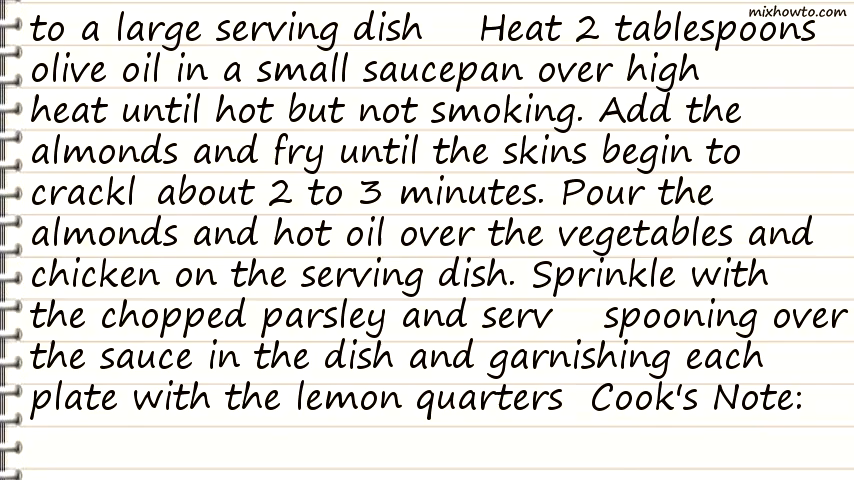 mixhowto.com
to a large serving dish Heat 2 tablespoons
olive oil in a small saucepan over high
heat until hot but not smoking. Add the
almonds and fry until the skins begin to
crackl about 2 to 3 minutes. Pour the
almonds and hot oil over the vegetables and
chicken on the serving dish. Sprinkle with
the chopped parsley and serv spooning over
the sauce in the dish and garnishing each
plate with the lemon quarters Cook's Note: